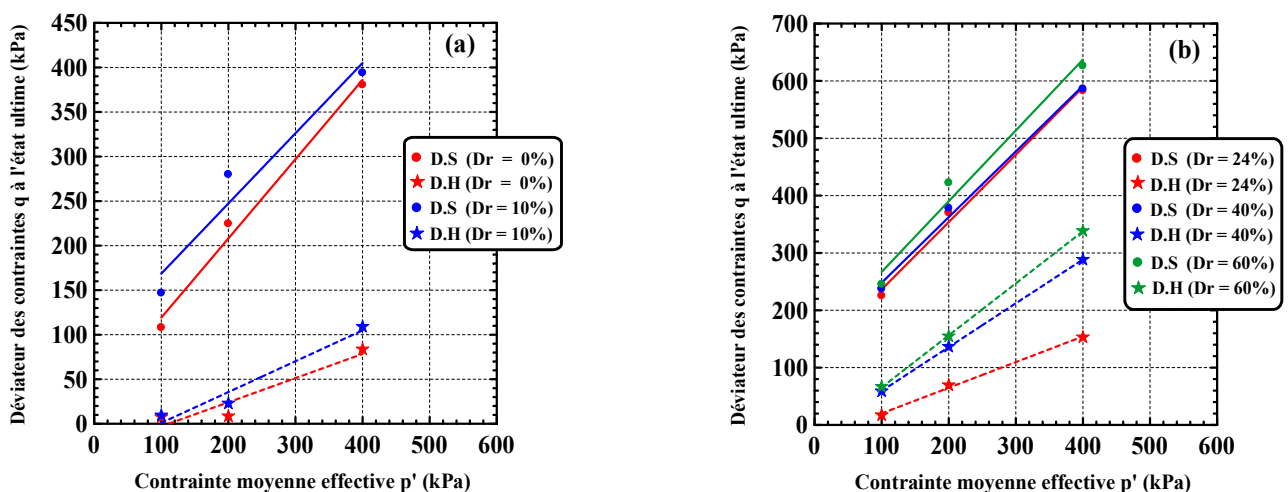 (a)
Déviateur des contraintes q à l'état ultime (kPa)
450
400
350
300
250
200
150
100
50
0
0 100 200 300 400 500 600
Contrainte moyenne effective p' (kPa)
D.S (Dr = 0%)
D.H (Dr = 0%)
D.S (Dr = 10%)
D.H (Dr = 10%)
(b)
Déviateur des contraintes q à l'état ultime (kPa)
700
600
500
400
300
200
100
0
0 100 200 300 400 500 600
Contrainte moyenne effective p' (kPa)
D.S (Dr = 24%)
D.H (Dr = 24%)
D.S (Dr = 40%)
D.H (Dr = 40%)
D.S (Dr = 60%)
D.H (Dr = 60%)